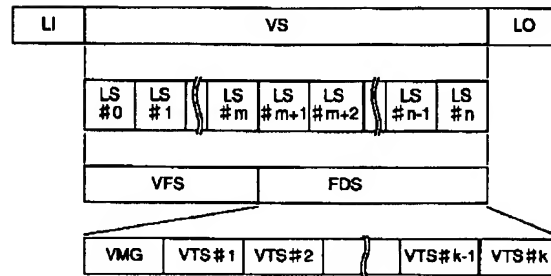 LI VS LO
LS #0 LS #1 LS #m LS #m+1 LS #m+2 LS #n-1 LS #n
VFS FDS
VMG VTS#1 VTS#2 VTS#k-1 VTS#k